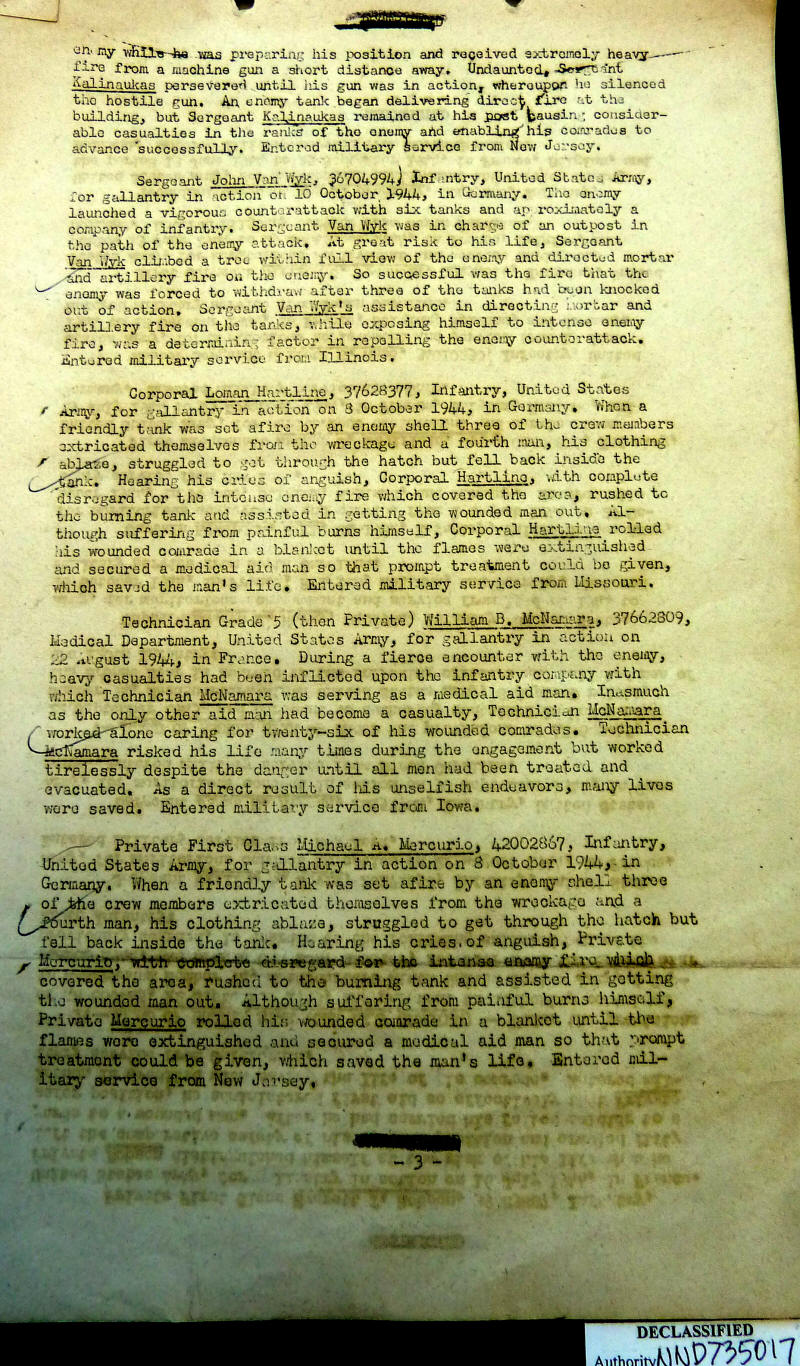 enemy while he was preparing his position and received extremely heavy
fire from a machine gun a short distance away. Undaunted, Sergeant
Kalinaukas persevered until his gun was in action, whereupon he silenced
the hostile gun. An enemy tank began delivering direct fire at the
building, but Sergeant Kalinaukas remained at his post causing consider-
able casualties in the ranks of the enemy and enabling his comrades to
advance successfully. Entered military service from New Jersey.
Sergeant John Van Wyk, 36704994, Infantry, United States Army,
for gallantry in action on 10 October 1944, in Germany. The enemy
launched a vigorous counterattack with six tanks and approximately a
company of infantry. Sergeant Van Wyk was in charge of an outpost in
the path of the enemy attack. At great risk to his life, Sergeant
Van Wyk climbed a tree within full view of the enemy and directed mortar
and artillery fire on the enemy. So successful was the fire that the
enemy was forced to withdraw after three of the tanks had been knocked
out of action. Sergeant Van Wyk's assistance in directing mortar and
artillery fire on the tanks, while exposing himself to intense enemy
fire, was a determining factor in repelling the enemy counterattack.
Entered military service from Illinois.
Corporal Loman Hartline, 37628377, Infantry, United States
Army, for gallantry in action on 8 October 1944, in Germany. When a
friendly tank was set afire by an enemy shell three of the crew members
extricated themselves from the wreckage and a fourth man, his clothing
ablaze, struggled to get through the hatch but fell back inside the
tank. Hearing his cries of anguish, Corporal Hartline, with complete
disregard for the intense enemy fire which covered the area, rushed to
the burning tank and assisted in getting the wounded man out. Al-
though suffering from painful burns himself, Corporal Hartline rolled
his wounded comrade in a blanket until the flames were extinguished
and secured a medical aid man so that prompt treatment could be given,
which saved the man's life. Entered military service from Missouri.
Technician Grade 5 (then Private) William B. McNamara, 37662809,
Medical Department, United States Army, for gallantry in action on
22 August 1944, in France. During a fierce encounter with the enemy,
heavy casualties had been inflicted upon the infantry company with
which Technician McNamara was serving as a medical aid man. Inasmuch
as the only other aid man had become a casualty, Technician McNamara
worked alone caring for twenty-six of his wounded comrades. Technician
McNamara risked his life many times during the engagement but worked
tirelessly despite the danger until all men had been treated and
evacuated. As a direct result of his unselfish endeavors, many lives
were saved. Entered military service from Iowa.
Private First Class Michael A. Mercurio, 42002867, Infantry,
United States Army, for gallantry in action on 8 October 1944, in
Germany. When a friendly tank was set afire by an enemy shell three
of the crew members extricated themselves from the wreckage and a
fourth man, his clothing ablaze, struggled to get through the hatch but
fell back inside the tank. Hearing his cries of anguish, Private
Mercurio, with complete disregard for the intense enemy fire which
covered the area, rushed to the burning tank and assisted in getting
the wounded man out. Although suffering from painful burns himself,
Private Mercurio rolled his wounded comrade in a blanket until the
flames were extinguished and secured a medical aid man so that prompt
treatment could be given, which saved the man's life. Entered mil-
itary service from New Jersey.
- 3 -
DECLASSIFIED
Authority NND735017